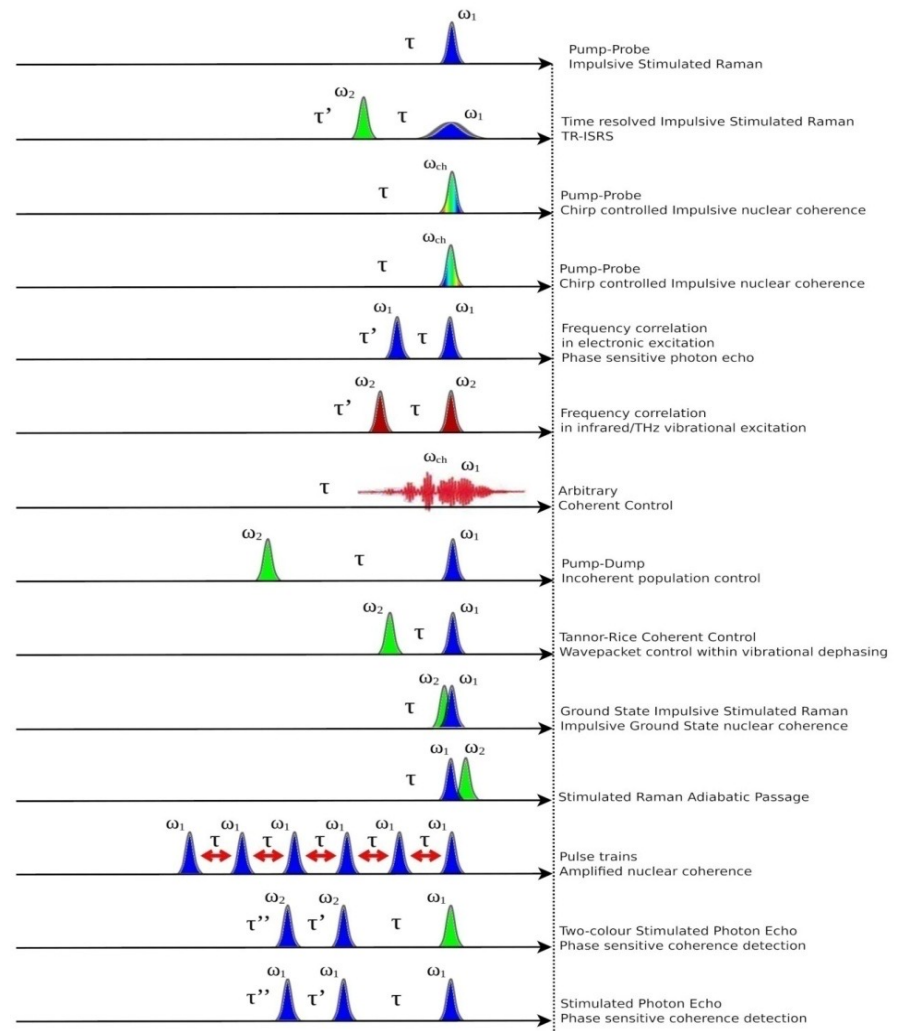 ω₁
τ
Pump-Probe
Impulsive Stimulated Raman
ω₂
τ’ τ ω₁
Time resolved Impulsive Stimulated Raman
TR-ISRS
ω_ch
τ
Pump-Probe
Chirp controlled Impulsive nuclear coherence
ω_ch
τ
Pump-Probe
Chirp controlled Impulsive nuclear coherence
ω₁ ω₁
τ’ τ
Frequency correlation
in electronic excitation
Phase sensitive photon echo
ω₂ ω₂
τ’ τ
Frequency correlation
in infrared/THz vibrational excitation
ω_ch ω₁
τ
Arbitrary
Coherent Control
ω₂ ω₁
τ
Pump-Dump
Incoherent population control
ω₂ ω₁
τ
Tannor-Rice Coherent Control
Wavepacket control within vibrational dephasing
ω₂ ω₁
τ
Ground State Impulsive Stimulated Raman
Impulsive Ground State nuclear coherence
ω₁ ω₂
τ
Stimulated Raman Adiabatic Passage
ω₁ ω₁ ω₁ ω₁ ω₁ ω₁
τ τ τ τ τ
Pulse trains
Amplified nuclear coherence
ω₂ ω₂ ω₁
τ’’ τ’ τ
Two-colour Stimulated Photon Echo
Phase sensitive coherence detection
ω₁ ω₁ ω₁
τ’’ τ’ τ
Stimulated Photon Echo
Phase sensitive coherence detection